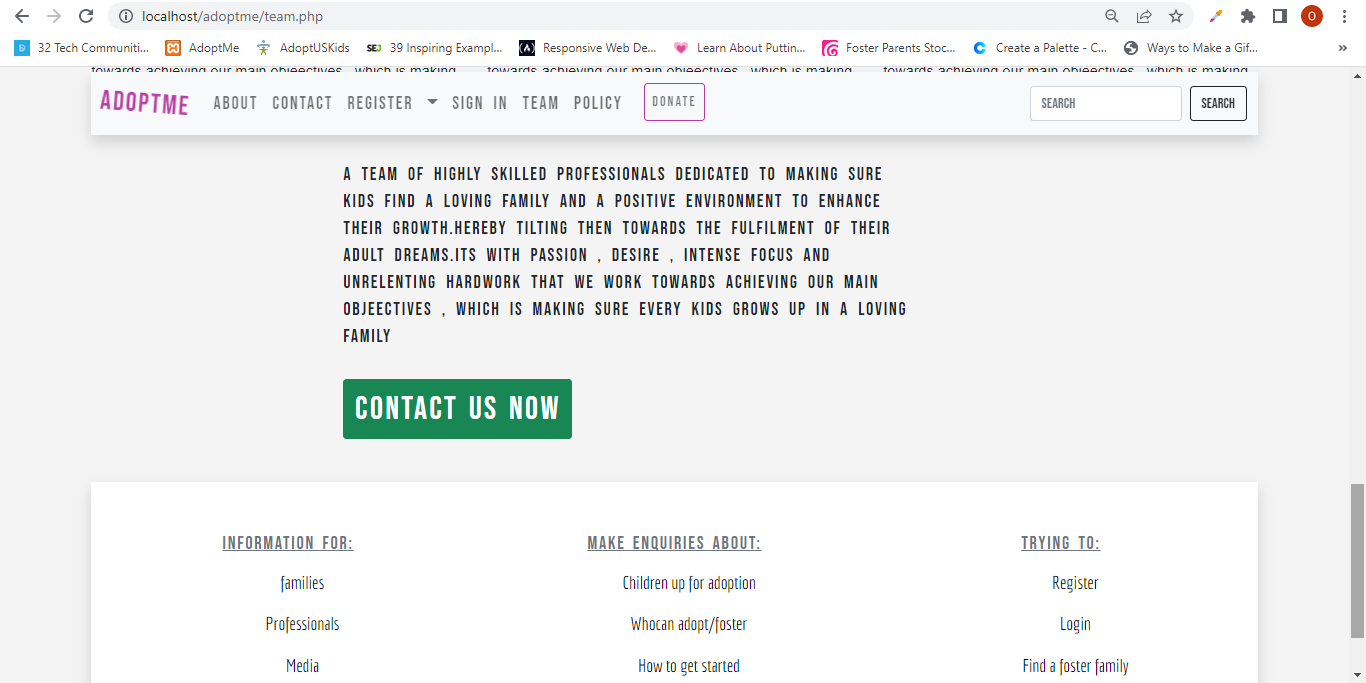 localhost/adoptme/team.php
O
32 Tech Communiti...
AdoptMe
AdoptUSKids
SEJ
39 Inspiring Exampl...
Responsive Web De...
Learn About Puttin...
Foster Parents Stoc...
Create a Palette - C...
Ways to Make a Gif...
»
towards achieving our main objeectives , which is making towards achieving our main objeectives , which is making towards achieving our main objeectives , which is making
ADOPTME ABOUT CONTACT REGISTER SIGN IN TEAM POLICY DONATE SEARCH SEARCH
A TEAM OF HIGHLY SKILLED PROFESSIONALS DEDICATED TO MAKING SURE
KIDS FIND A LOVING FAMILY AND A POSITIVE ENVIRONMENT TO ENHANCE
THEIR GROWTH.HEREBY TILTING THEN TOWARDS THE FULFILMENT OF THEIR
ADULT DREAMS.ITS WITH PASSION , DESIRE , INTENSE FOCUS AND
UNRELENTING HARDWORK THAT WE WORK TOWARDS ACHIEVING OUR MAIN
OBJEECTIVES , WHICH IS MAKING SURE EVERY KIDS GROWS UP IN A LOVING
FAMILY
CONTACT US NOW
INFORMATION FOR:
families
Professionals
Media
MAKE ENQUIRIES ABOUT:
Children up for adoption
Whocan adopt/foster
How to get started
TRYING TO:
Register
Login
Find a foster family